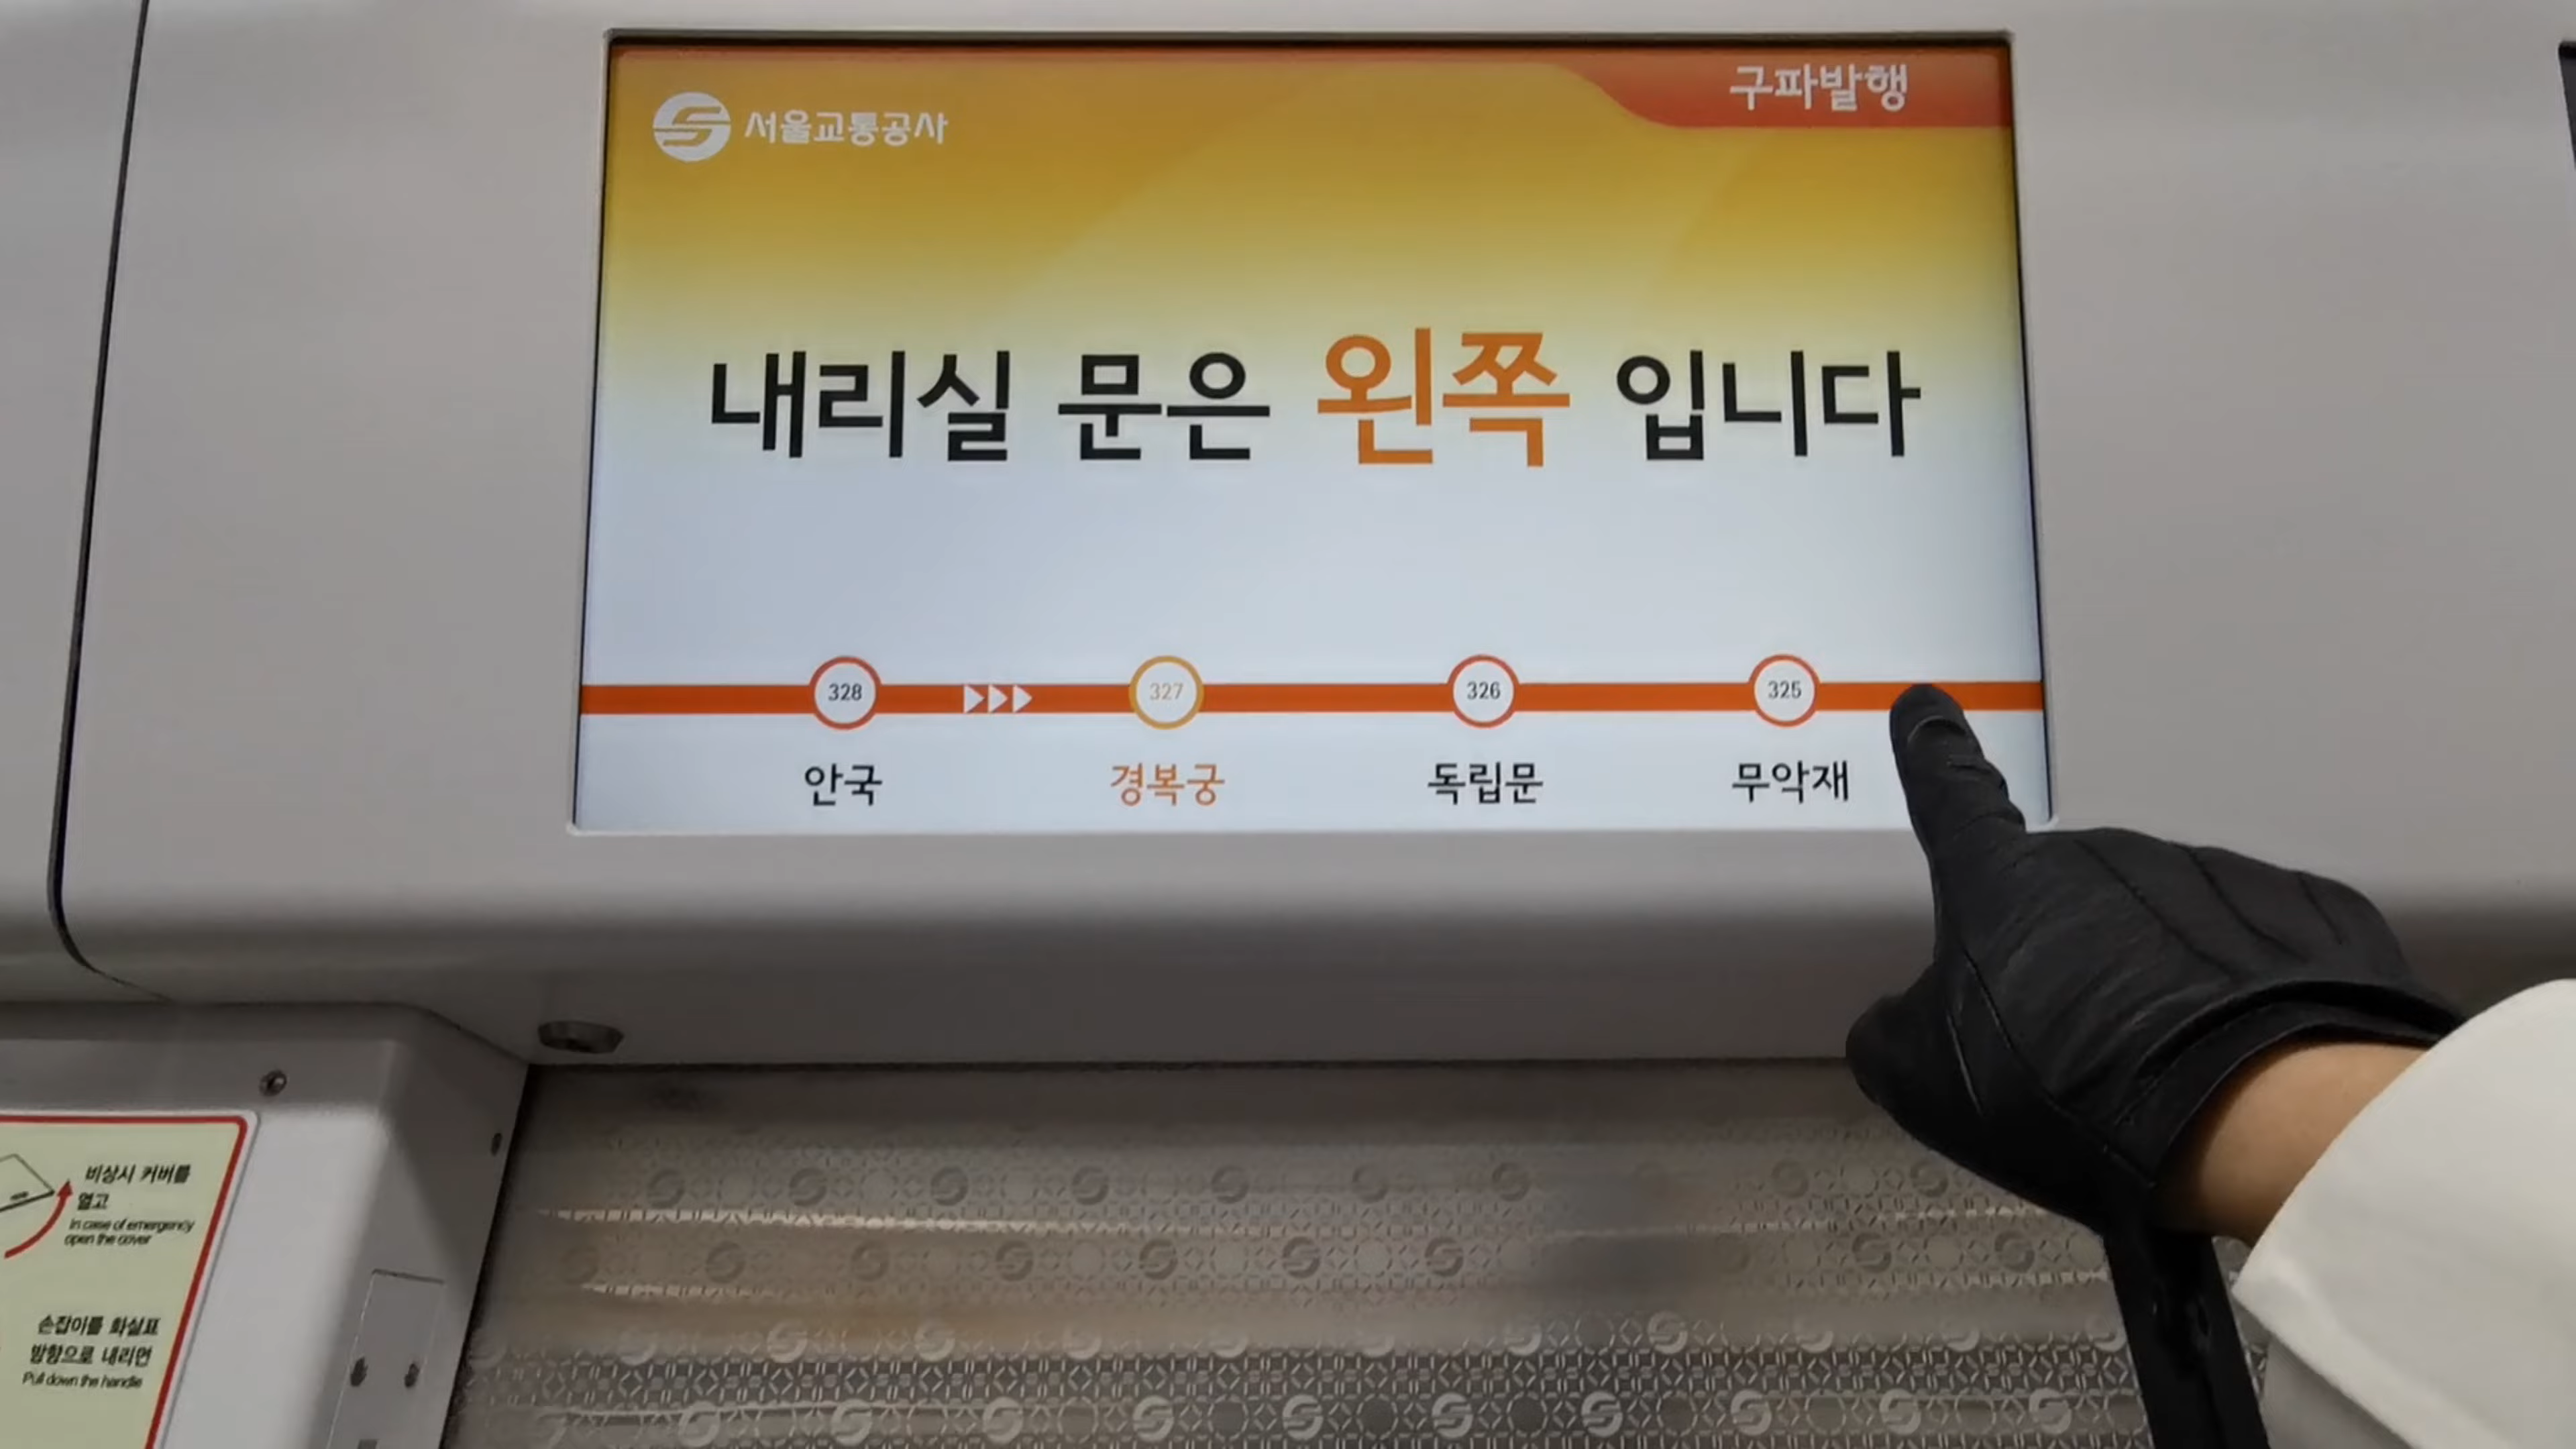 구파발행
서울교통공사
내리실 문은 왼쪽 입니다
328 327 326 325
안국 경복궁 독립문 무악재
비상시 커버를
열고
In case of emergency
open the cover
손잡이를 화살표
방향으로 내리면
Pull down the handle